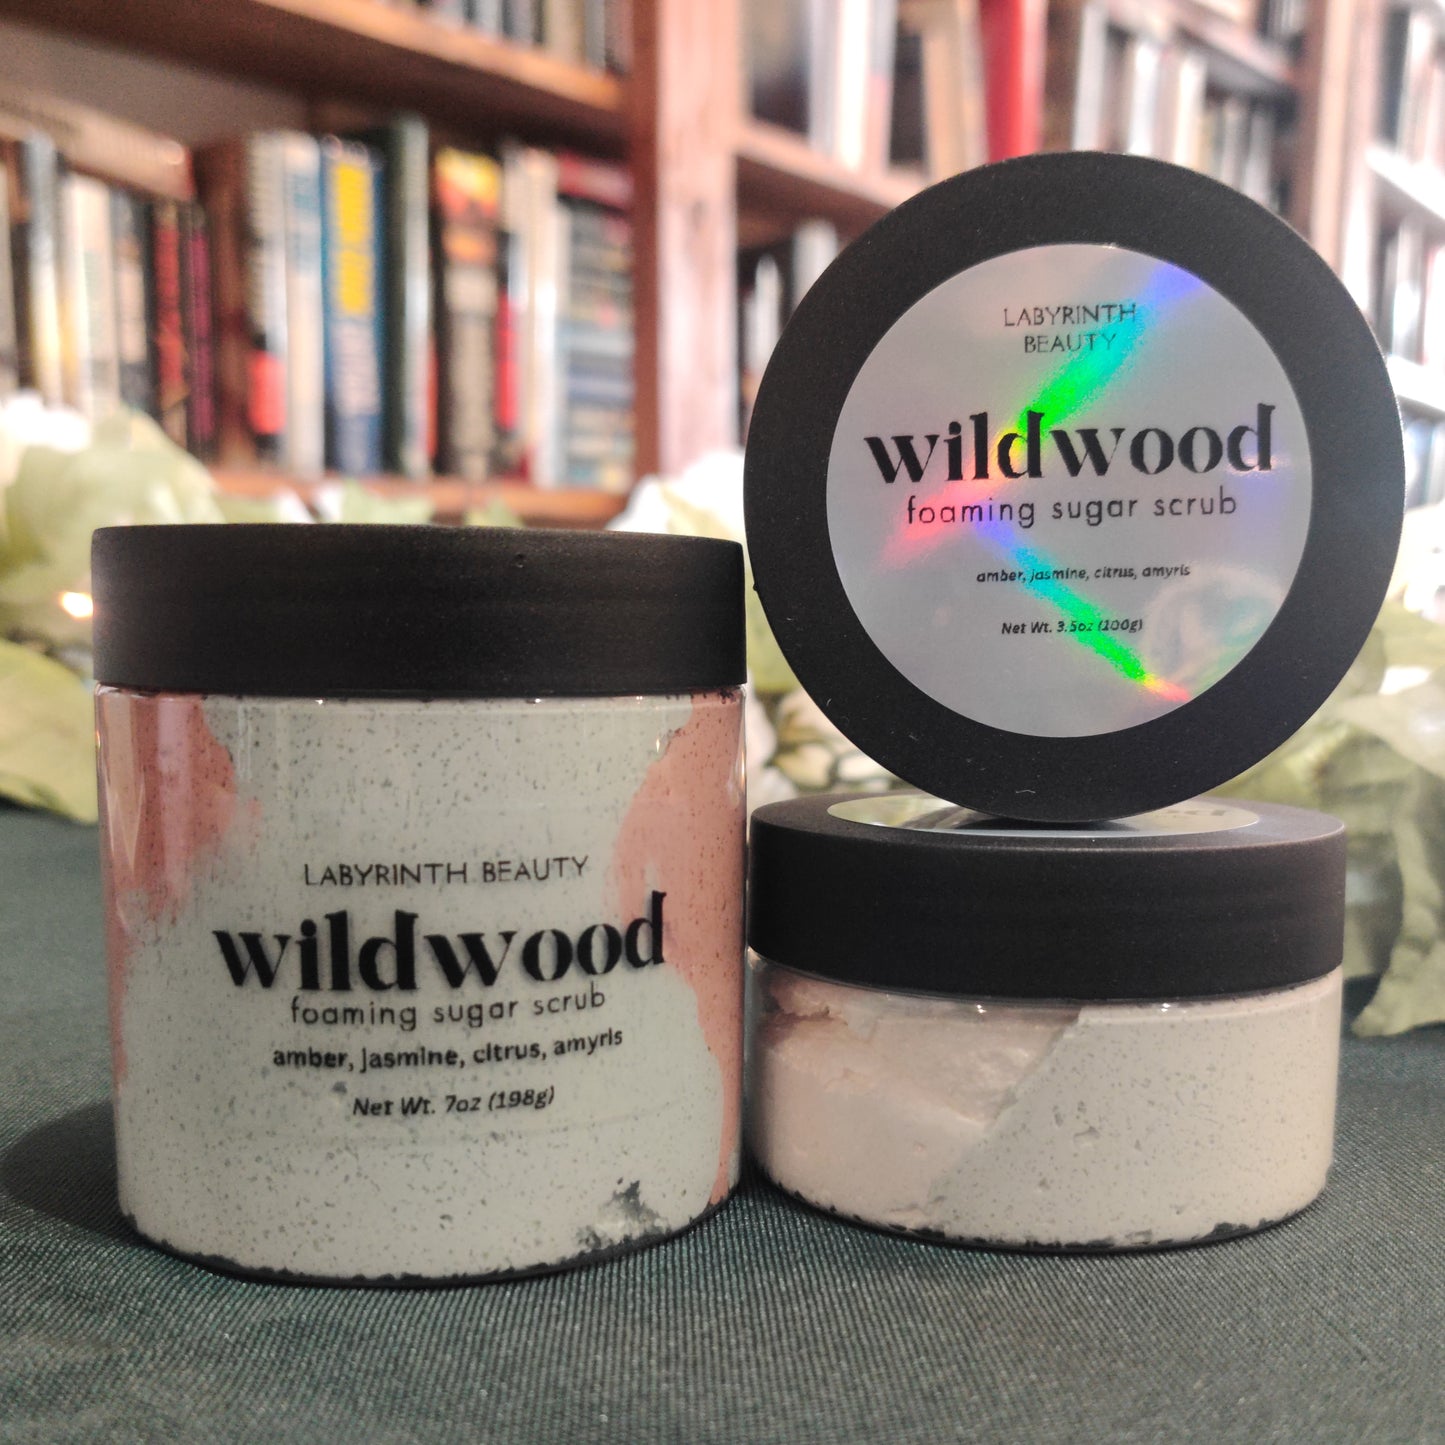 LABYRINTH BEAUTY
wildwood
foaming sugar scrub
amber, jasmine, citrus, amyris
Net Wt. 7oz (198g)
LABYRINTH
BEAUTY
wildwood
foaming sugar scrub
amber, jasmine, citrus, amyris
Net Wt. 3.5oz (100g)